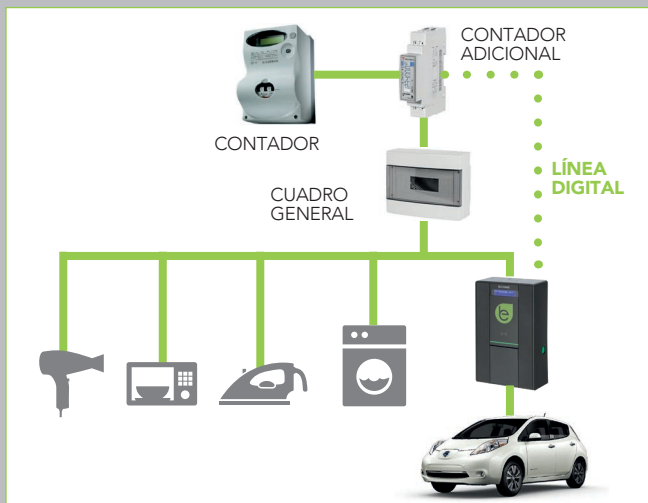 CONTADOR
ADICIONAL
CONTADOR
LÍNEA
DIGITAL
CUADRO
GENERAL